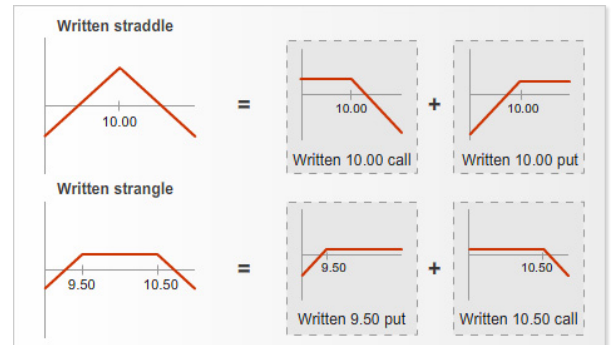 Written straddle
10.00
=
10.00
Written 10.00 call
+
10.00
Written 10.00 put
Written strangle
9.50 10.50
=
9.50
Written 9.50 put
+
10.50
Written 10.50 call